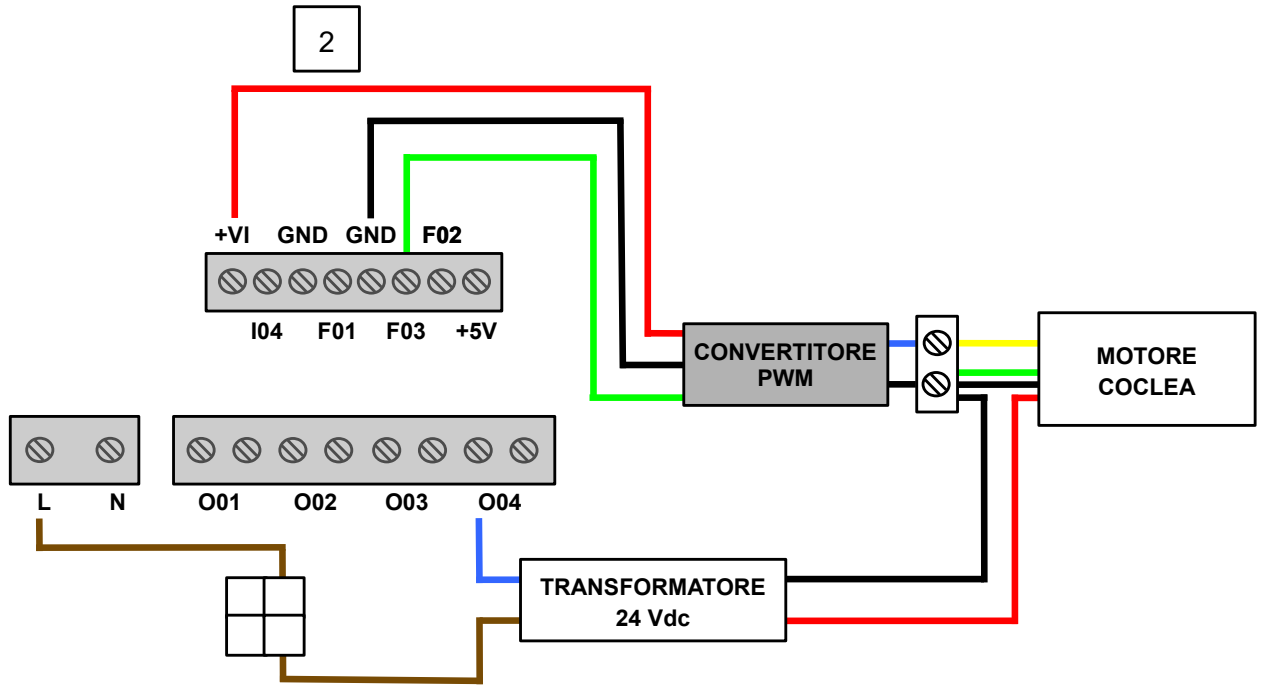 2
+VI GND GND F02
I04 F01 F03 +5V
CONVERTITORE
PWM
MOTORE
COCLEA
L N O01 O02 O03 O04
TRANSFORMATORE
24 Vdc